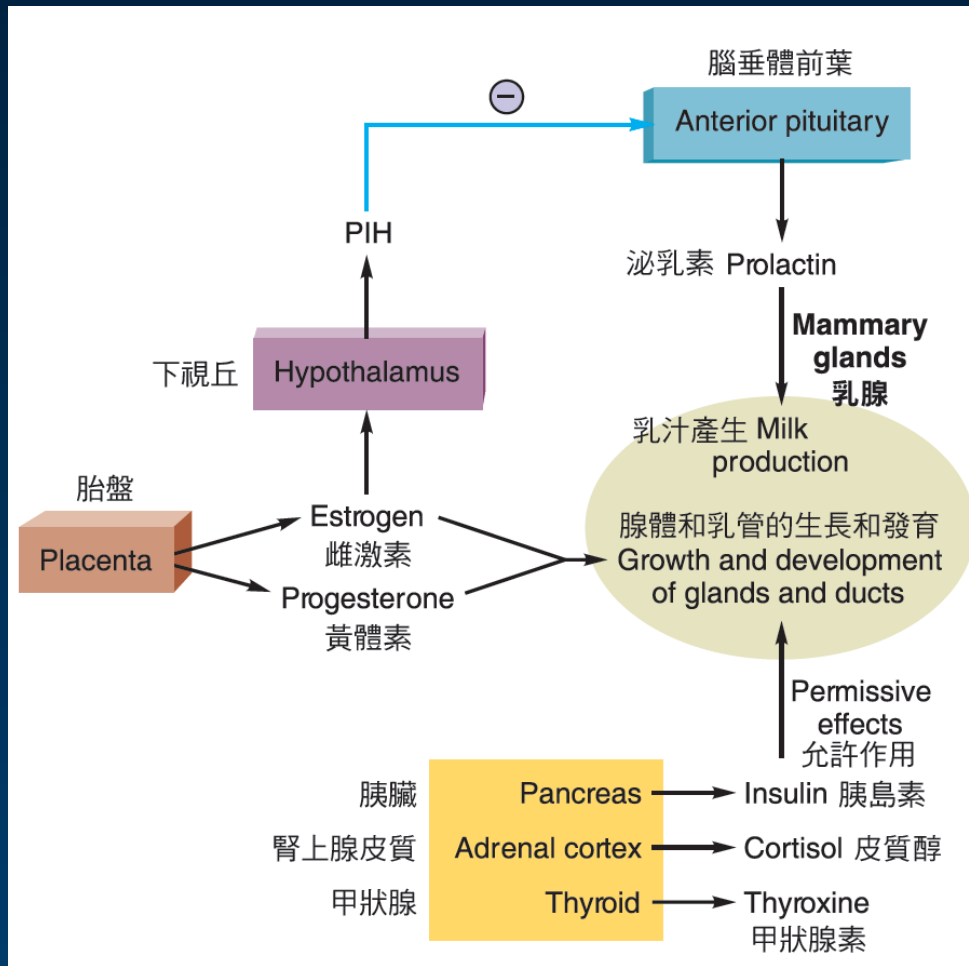 腦垂體前葉
Anterior pituitary
−
PIH
泌乳素 Prolactin
Mammary
glands
乳腺
下視丘
Hypothalamus
乳汁產生 Milk
production
胎盤
Placenta
Estrogen
雌激素
Progesterone
黃體素
腺體和乳管的生長和發育
Growth and development
of glands and ducts
Permissive
effects
允許作用
胰臟
Pancreas
Insulin 胰島素
腎上腺皮質
Adrenal cortex
Cortisol 皮質醇
甲狀腺
Thyroid
Thyroxine
甲狀腺素